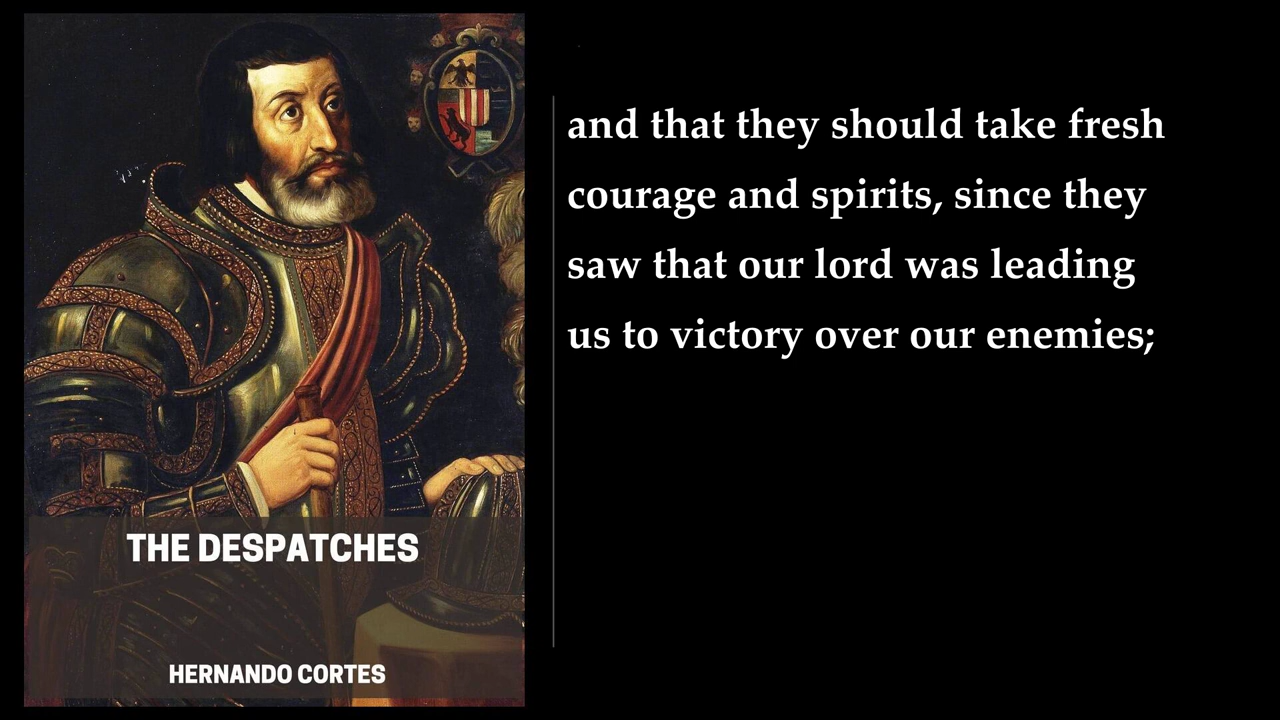 THE DESPATCHES
HERNANDO CORTES
and that they should take fresh
courage and spirits, since they
saw that our lord was leading
us to victory over our enemies;